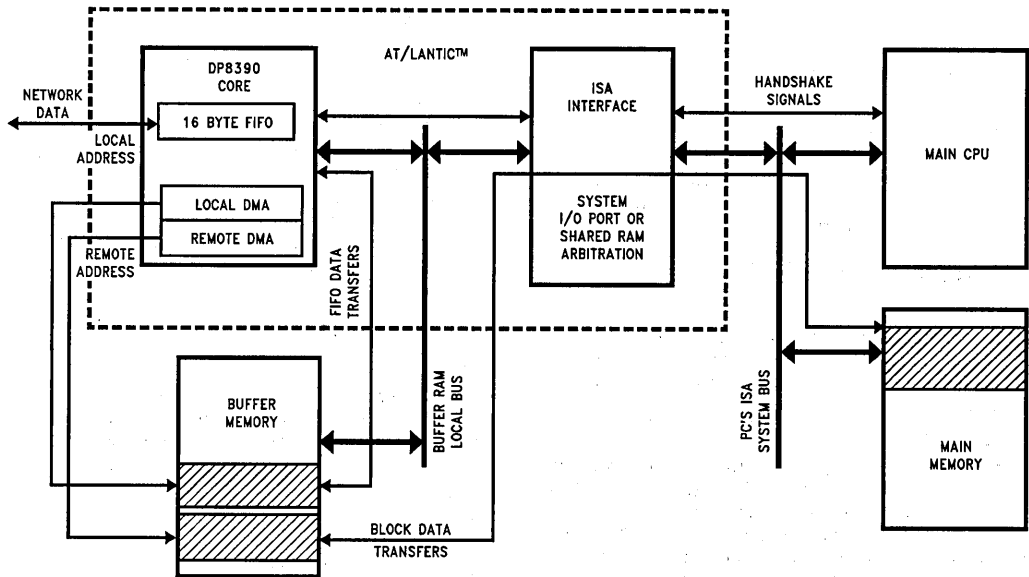 AT/LANTIC™
DP8390
CORE
16 BYTE FIFO
NETWORK
DATA
LOCAL
ADDRESS
LOCAL DMA
REMOTE DMA
REMOTE
ADDRESS
FIFO DATA
TRANSFERS
ISA
INTERFACE
SYSTEM
I/O PORT OR
SHARED RAM
ARBITRATION
HANDSHAKE
SIGNALS
MAIN CPU
BUFFER
MEMORY
BUFFER RAM
LOCAL BUS
BLOCK DATA
TRANSFERS
PC'S ISA
SYSTEM BUS
MAIN
MEMORY